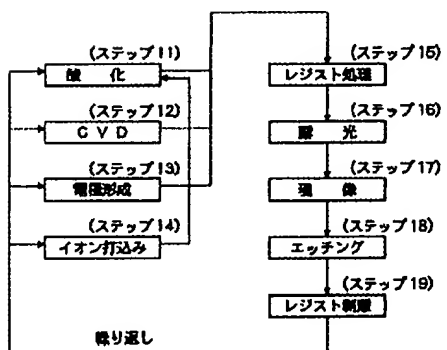 (ステップ11)
酸 化
(ステップ12)
CVD
(ステップ13)
電極形成
(ステップ14)
イオン打込み
繰り返し
(ステップ15)
レジスト処理
(ステップ16)
露 光
(ステップ17)
現 像
(ステップ18)
エッチング
(ステップ19)
レジスト剥離